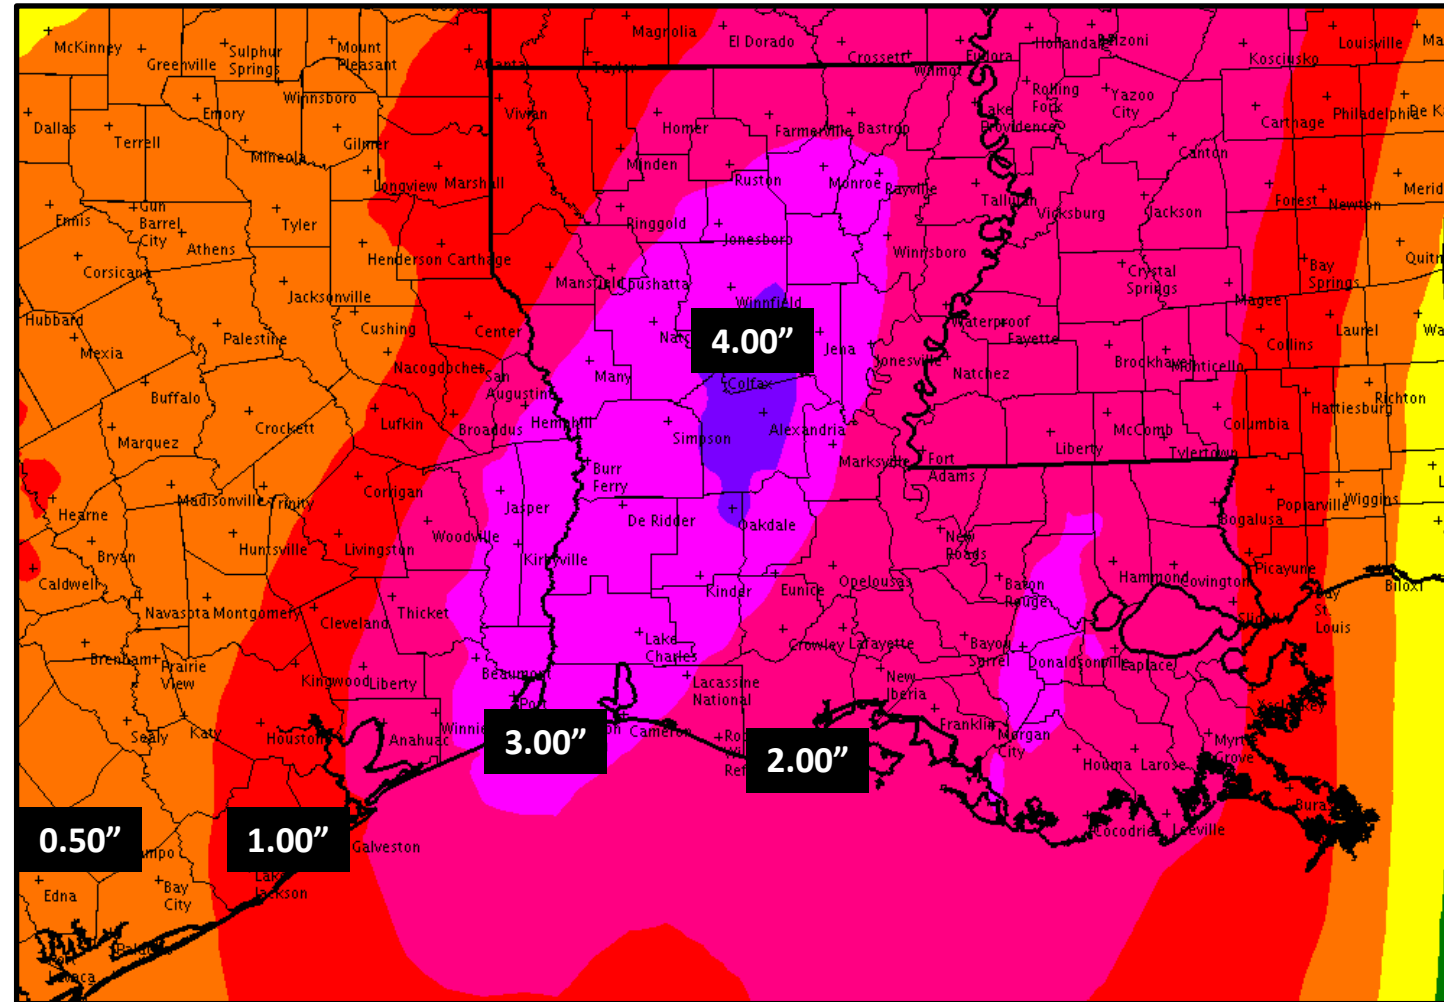 Magnolia
El Dorado
Crossett
Wilmot
Eudora
Louisville
McKinney
Greenville
Sulphur
Springs
Mount
Pleasant
Atlanta
Taylor
Kosciusko
Winnsboro
Emory
Vivian
Homer
Farmerville
Bastrop
Lake
Providence
Rolling
Fork
Yazoo
City
Carthage
Philadelphia
Dallas
Terrell
Mineola
Gilmer
Canton
Longview
Marshall
Minden
Ruston
Monroe
Rayville
Tallulah
Vicksburg
Jackson
Forest
Newton
Ennis
Gun
Barrel
City
Athens
Tyler
Ringgold
Jonesboro
Winnsboro
Corsicana
Henderson
Carthage
Mansfield
Crystal
Springs
Bay
Springs
Jacksonville
Winnfield
Magee
Hubbard
Mexia
Palestine
Cushing
Center
4.00”
Jena
Waterproof
Fayette
Collins
Laurel
Nacogdoches
San
Augustine
Many
Colfax
Jonesville
Natchez
Brookhaven
Monticello
Buffalo
Richton
Hattiesburg
Marquez
Crockett
Lufkin
Broaddus
Hemphill
Simpson
Alexandria
Marksville
Liberty
McComb
Tylertown
Columbia
Burr
Ferry
Fort
Adams
Hearne
Madisonville
Trinity
Corrigan
Jasper
De Ridder
Oakdale
Bogalusa
Poplarville
Wiggins
Bryan
Huntsville
Livingston
Woodville
Kirbyville
New
Roads
Caldwell
Kinder
Eunice
Opelousas
Baton
Rouge
Hammond
Covington
Picayune
Biloxi
Navasota
Montgomery
Cleveland
Thicket
Slidell
Bay
St.
Louis
Brenham
Prairie
View
Kingwood
Liberty
Beaumont
Lake
Charles
Crowley
Lafayette
Bayou
Sorrel
Donaldsonville
Laplace
Port
Lacassine
National
New
Iberia
Sealy
Katy
Houston
Anahuac
Winnie
3.00”
Cameron
2.00”
Franklin
Morgan
City
Houma
Larose
Myrtle
Grove
0.50”
1.00”
Galveston
Cocodrie
Leeville
Edna
Bay
City
Lake
Jackson
Port
Lavaca